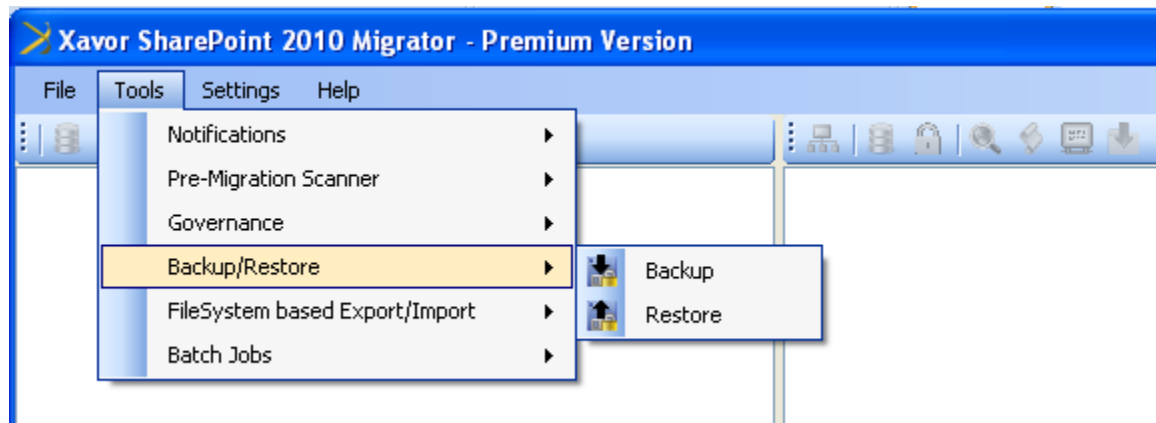 Xavor SharePoint 2010 Migrator - Premium Version
File Tools Settings Help
Notifications
Pre-Migration Scanner
Governance
Backup/Restore
Backup
Restore
FileSystem based Export/Import
Batch Jobs